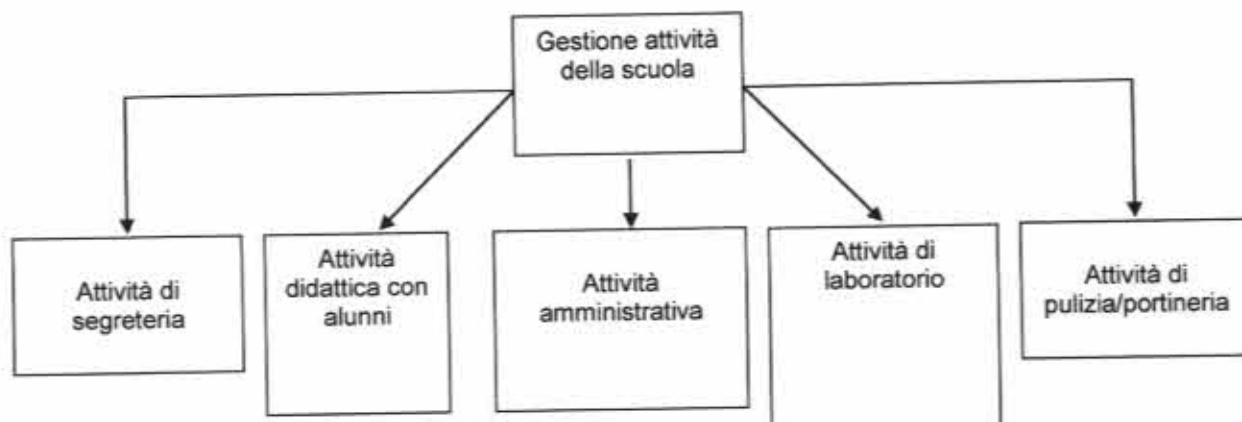 Gestione attività
della scuola
Attività di
segreteria
Attività
didattica con
alunni
Attività
amministrativa
Attività di
laboratorio
Attività di
pulizia/portineria